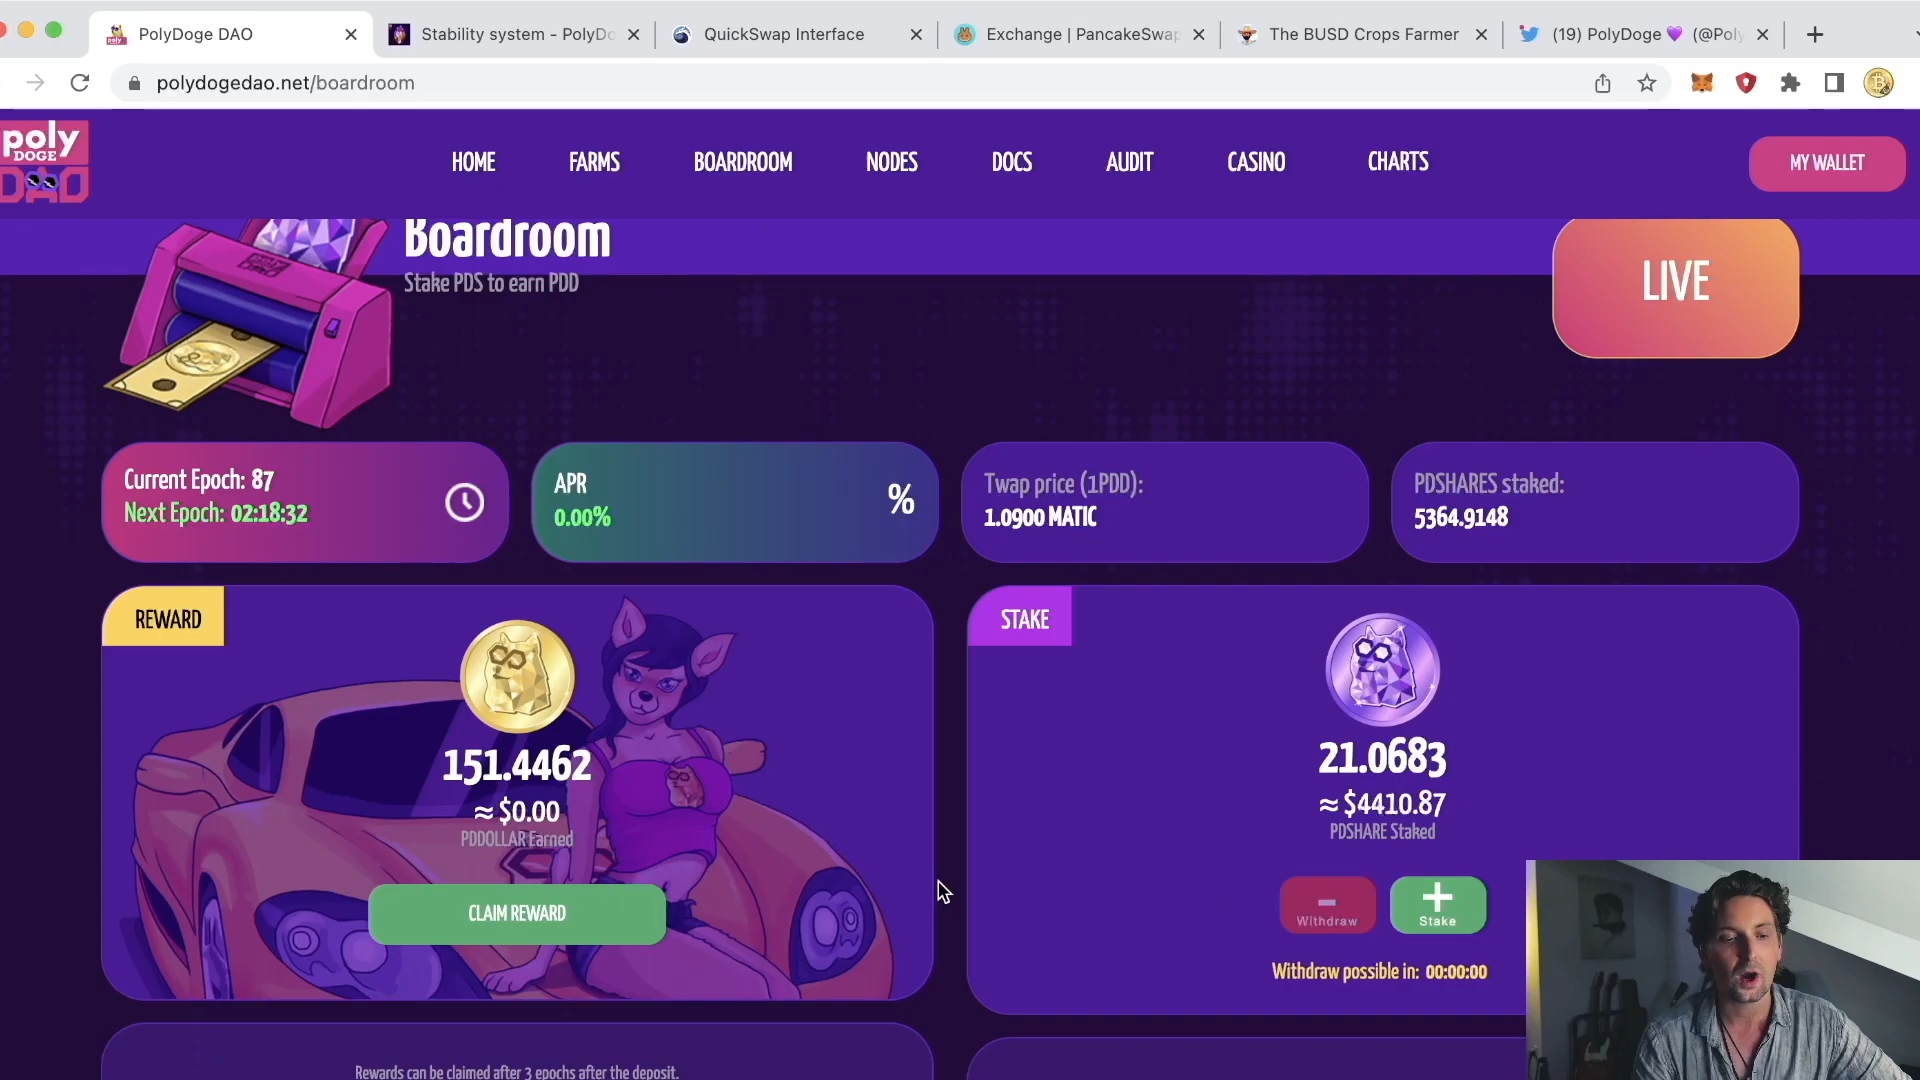 PolyDoge DAO
Stability system - PolyDo
QuickSwap Interface
Exchange | PancakeSwap
The BUSD Crops Farmer
(19) PolyDoge 💜 (@Poly
polydogedao.net/boardroom
poly
DOGE
DAO
HOME
FARMS
BOARDROOM
NODES
DOCS
AUDIT
CASINO
CHARTS
MY WALLET
Boardroom
Stake PDS to earn PDD
LIVE
Current Epoch: 87
Next Epoch: 02:18:32
APR
0.00%
%
Twap price (1PDD):
1.0900 MATIC
PDSHARES staked:
5364.9148
REWARD
151.4462
≈ $0.00
PDDOLLAR Earned
CLAIM REWARD
STAKE
21.0683
≈ $4410.87
PDSHARE Staked
Withdraw
Stake
Withdraw possible in: 00:00:00
Rewards can be claimed after 3 epochs after the deposit.